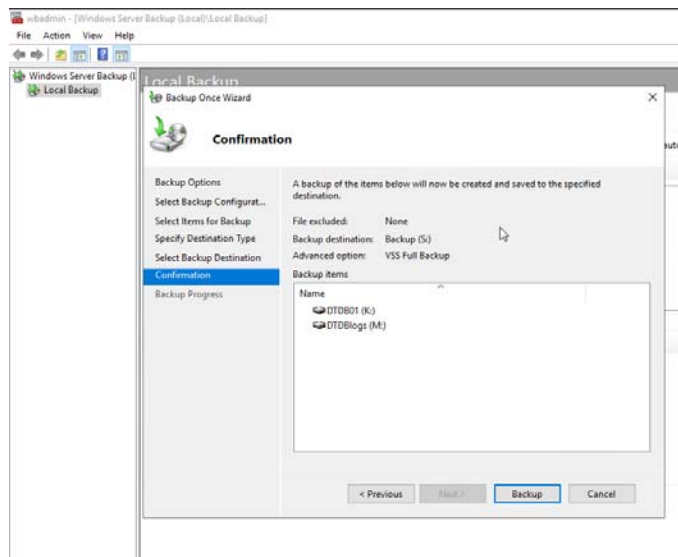 wbadmin - [Windows Server Backup (Local)\Local Backup]
File Action View Help
Windows Server Backup (L
Local Backup
Local Backup
Backup Once Wizard
Confirmation
Backup Options
Select Backup Configurat...
Select Items for Backup
Specify Destination Type
Select Backup Destination
Confirmation
Backup Progress
A backup of the items below will now be created and saved to the specified
destination.
File excluded: None
Backup destination: Backup (S:)
Advanced option: VSS Full Backup
Backup items
Name
DTDB01 (K:)
DTDBlogs (M:)
< Previous Next > Backup Cancel